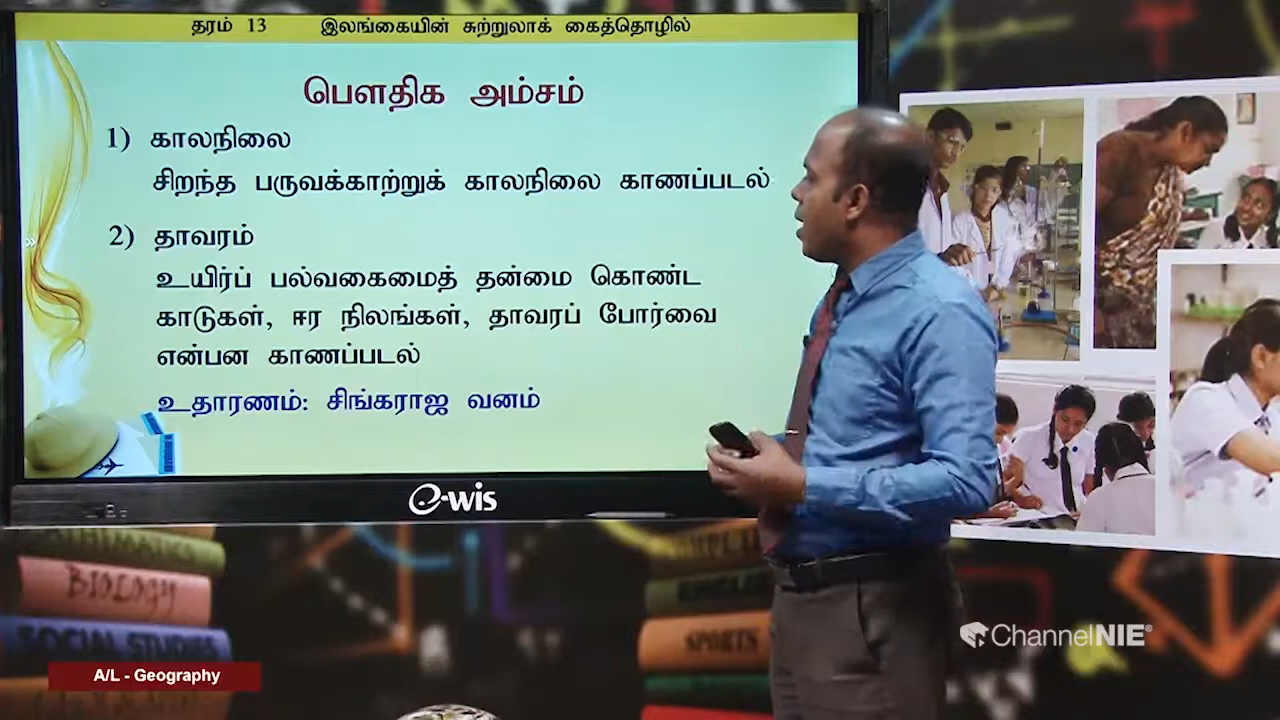 தரம் 13 இலங்கையின் சுற்றுலாக் கைத்தொழில்
பௌதிக அம்சம்
1) காலநிலை
சிறந்த பருவக்காற்றுக் காலநிலை காணப்படல்
2) தாவரம்
உயிர்ப் பல்வகைமைத் தன்மை கொண்ட
காடுகள், ஈர நிலங்கள், தாவரப் போர்வை
என்பன காணப்படல்
உதாரணம்: சிங்கராஜ வனம்
e-wis
MATHEMATICS
BIOLOGY
SOCIAL STUDIES
ENGLISH
SPORTS
ChannelNIE®
A/L - Geography